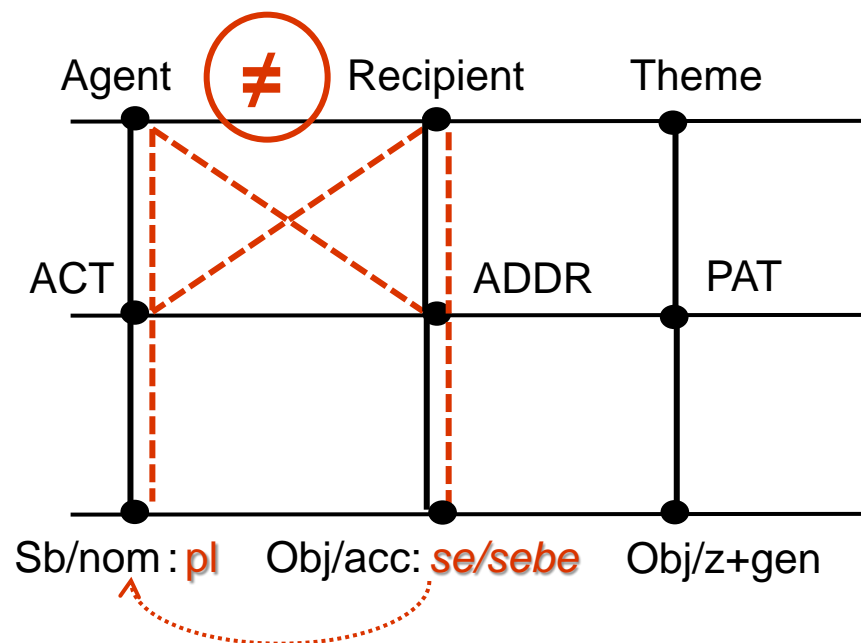 Agent ≠ Recipient Theme
ACT ADDR PAT
Sb/nom: pl Obj/acc: se/sebe Obj/z+gen